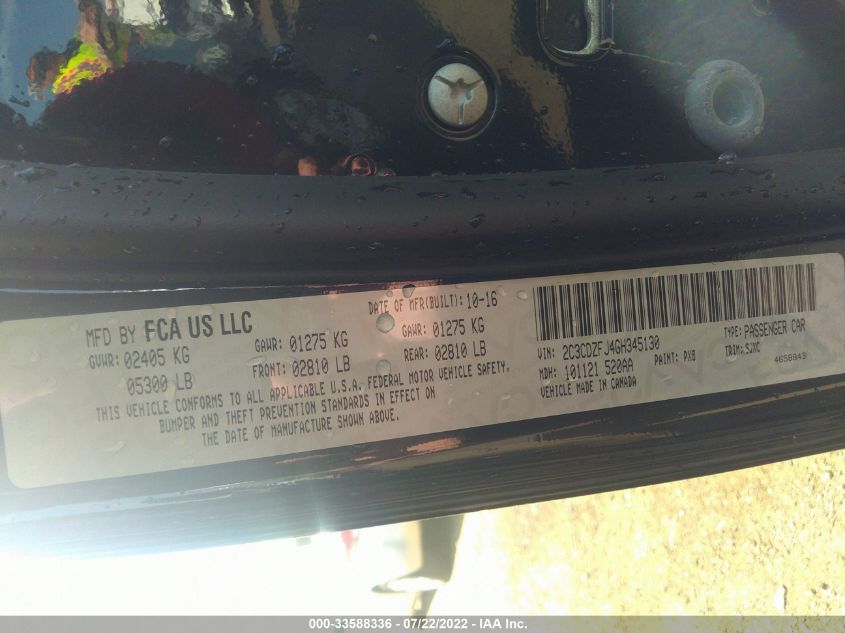 MFD BY FCA US LLC
DATE OF MFR(BUILT): 10-16
GVWR: 02405 KG
05300 LB
GAWR: 01275 KG
FRONT: 02810 LB
GAWR: 01275 KG
REAR: 02810 LB
THIS VEHICLE CONFORMS TO ALL APPLICABLE U.S.A. FEDERAL MOTOR VEHICLE SAFETY,
BUMPER AND THEFT PREVENTION STANDARDS IN EFFECT ON
THE DATE OF MANUFACTURE SHOWN ABOVE.
VIN: 2C3CDZFJ4GH345130
TYPE: PASSENGER CAR
MDH: 101121 520AA
PAINT: PX8
TRIM: SJXC
VEHICLE MADE IN CANADA
4658843
000-33588336 - 07/22/2022 - IAA Inc.